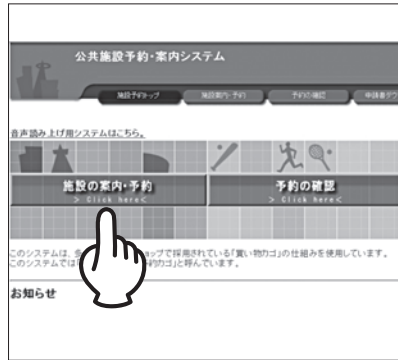 公共施設予約・案内システム
施設予約トップ
施設案内・予約
予約の確認
音声読み上げ用システムはこちら。
施設の案内・予約
> Click here<
予約の確認
> Click here<
このシステムは、 ョップで採用されている「買い物カゴ」の仕組みを使用しています。
このシステムでは 約カゴ」と呼んでいます。
お知らせ